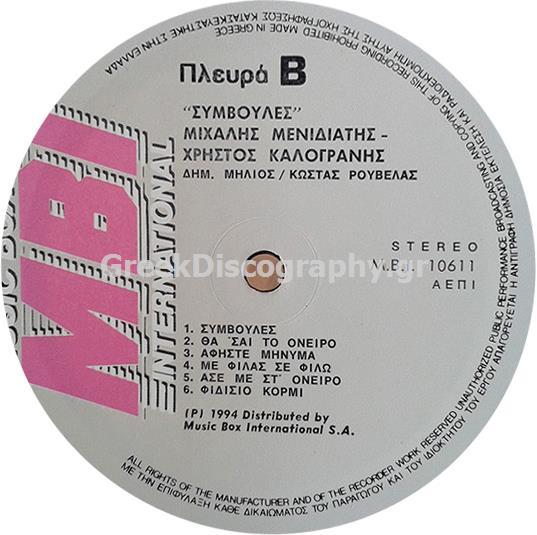 ΑΠΑΓΟΡΕΥΕΤΑΙ Η ΑΝΤΙΓΡΑΦΗ ΔΗΜΟΣΙΑ ΕΚΤΕΛΕΣΗ ΚΑΙ ΡΑΔΙΟΕΚΠΟΜΠΗ ΑΥΤΗΣ ΤΗΣ ΗΧΟΓΡΑΦΗΣΕΩΣ ΚΑΤΑΣΚΕΥΑΣΤΗΚΕ ΣΤΗΝ ΕΛΛΑΔΑ
UNAUTHORIZED PUBLIC PERFORMANCE BROADCASTING AND COPYING OF THIS RECORDING PROHIBITED MADE IN GREECE
Πλευρά Β
"ΣΥΜΒΟΥΛΕΣ"
ΜΙΧΑΛΗΣ ΜΕΝΙΔΙΑΤΗΣ –
ΧΡΗΣΤΟΣ ΚΑΛΟΓΡΑΝΗΣ
ΔΗΜ. ΜΗΛΙΟΣ / ΚΩΣΤΑΣ ΡΟΥΒΕΛΑΣ
MBI
INTERNATIONAL
STEREO
M.B.I. 10611
ΑΕΠΙ
GreekDiscography.gr
1. ΣΥΜΒΟΥΛΕΣ
2. ΘΑ 'ΣΑΙ ΤΟ ΟΝΕΙΡΟ
3. ΑΦΗΣΤΕ ΜΗΝΥΜΑ
4. ΜΕ ΦΙΛΑΣ ΣΕ ΦΙΛΩ
5. ΑΣΕ ΜΕ ΣΤ' ΟΝΕΙΡΟ
6. ΦΙΔΙΣΙΟ ΚΟΡΜΙ
(P) 1994 Distributed by
Music Box International S.A.
ALL RIGHTS OF THE MANUFACTURER AND OF THE RECORDER WORK RESERVED
ΜΕ ΤΗΝ ΕΠΙΦΥΛΑΞΗ ΚΑΘΕ ΔΙΚΑΙΩΜΑΤΟΣ ΤΟΥ ΠΑΡΑΓΩΓΟΥ ΚΑΙ ΤΟΥ ΙΔΙΟΚΤΗΤΟΥ ΤΟΥ ΕΡΓΟΥ